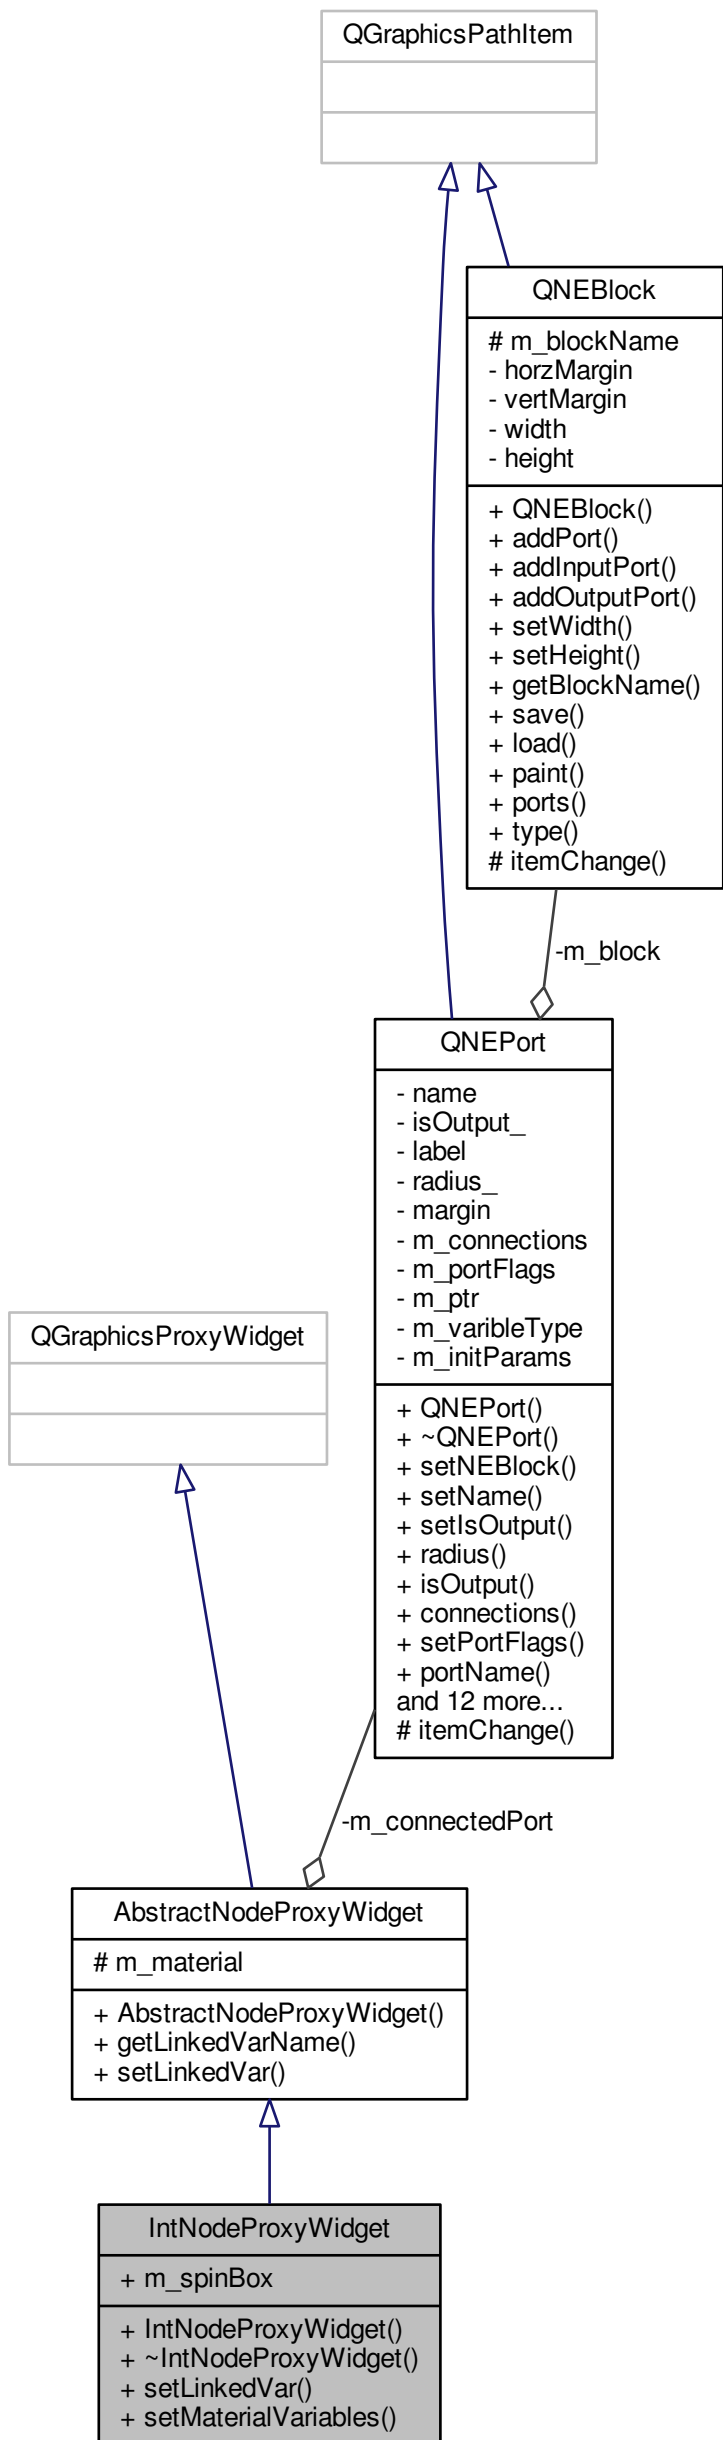 QGraphicsPathItem
QNEBlock
# m_blockName
- horzMargin
- vertMargin
- width
- height
+ QNEBlock()
+ addPort()
+ addInputPort()
+ addOutputPort()
+ setWidth()
+ setHeight()
+ getBlockName()
+ save()
+ load()
+ paint()
+ ports()
+ type()
# itemChange()
-m_block
QNEPort
- name
- isOutput_
- label
- radius_
- margin
- m_connections
- m_portFlags
- m_ptr
- m_varibleType
- m_initParams
+ QNEPort()
+ ~QNEPort()
+ setNEBlock()
+ setName()
+ setIsOutput()
+ radius()
+ isOutput()
+ connections()
+ setPortFlags()
+ portName()
and 12 more...
# itemChange()
QGraphicsProxyWidget
-m_connectedPort
AbstractNodeProxyWidget
# m_material
+ AbstractNodeProxyWidget()
+ getLinkedVarName()
+ setLinkedVar()
IntNodeProxyWidget
+ m_spinBox
+ IntNodeProxyWidget()
+ ~IntNodeProxyWidget()
+ setLinkedVar()
+ setMaterialVariables()